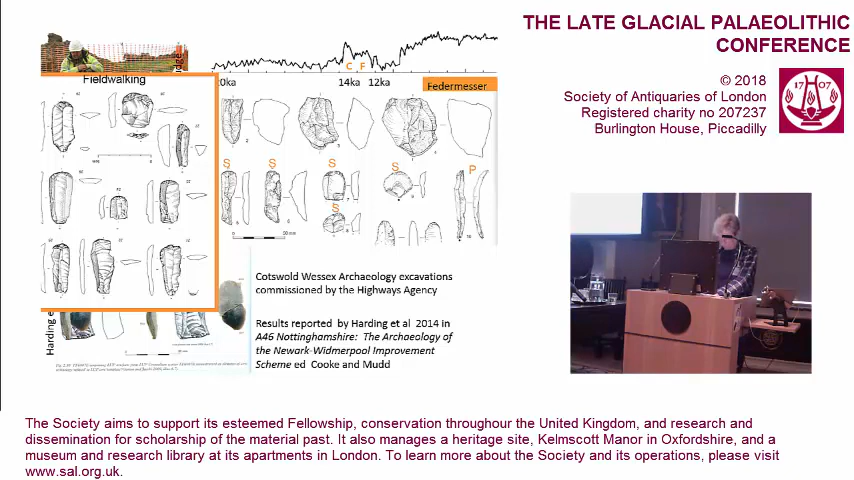 THE LATE GLACIAL PALAEOLITHIC
CONFERENCE
© 2018
Society of Antiquaries of London
Registered charity no 207237
Burlington House, Piccadilly
17 07
C F
14ka 12ka
Federmesser
Fieldwalking
S S S S P
S
Cotswold Wessex Archaeology excavations
commissioned by the Highways Agency
Results reported by Harding et al 2014 in
A46 Nottinghamshire: The Archaeology of
the Newark-Widmerpool Improvement
Scheme ed Cooke and Mudd
Harding
The Society aims to support its esteemed Fellowship, conservation throughour the United Kingdom, and research and
dissemination for scholarship of the material past. It also manages a heritage site, Kelmscott Manor in Oxfordshire, and a
museum and research library at its apartments in London. To learn more about the Society and its operations, please visit
www.sal.org.uk.